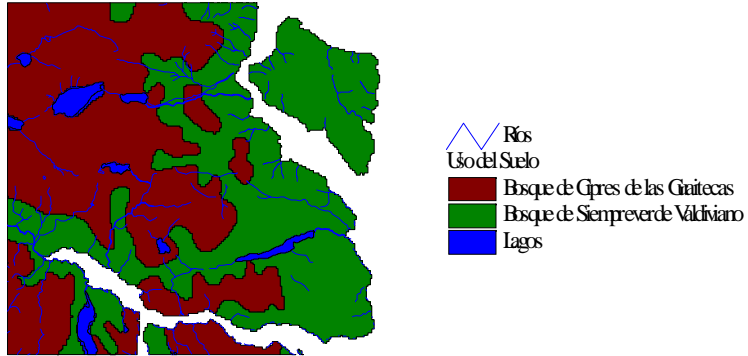 Ríos
Uso del Suelo
Bosque de Cipres de las Guaitecas
Bosque de Siempreverde Valdiviano
Lagos